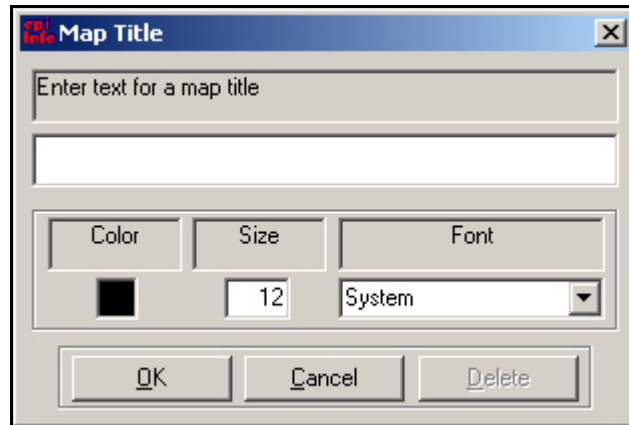 epi
info Map Title
Enter text for a map title
Color Size Font
12 System
OK Cancel Delete